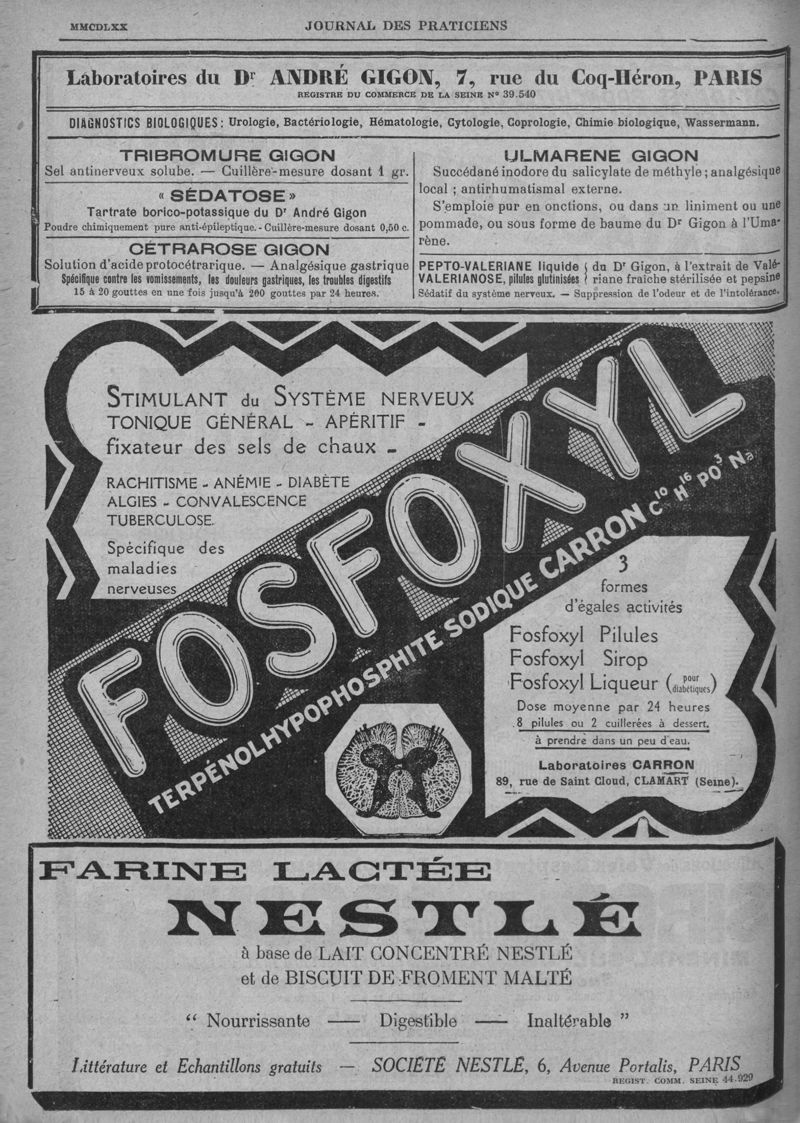 MMCDLXX
JOURNAL DES PRATICIENS
Laboratoires du Dr ANDRÉ GIGON, 7, rue du Coq-Héron, PARIS
REGISTRE DU COMMERCE DE LA SEINE No 39.540
DIAGNOSTICS BIOLOGIQUES : Urologie, Bactériologie, Hématologie, Cytologie, Coprologie, Chimie biologique, Wassermann.
TRIBROMURE GIGON
Sel antinerveux soluble. — Cuillère-mesure dosant 1 gr.
« SÉDATOSE »
Tartrate borico-potassique du Dr André Gigon
Poudre chimiquement pure anti-épileptique. - Cuillère-mesure dosant 0,50 c.
CÉTRAROSE GIGON
Solution d'acide protocétrarique. — Analgésique gastrique
Spécifique contre les vomissements, les douleurs gastriques, les troubles digestifs
15 à 20 gouttes en une fois jusqu'à 200 gouttes par 24 heures.
ULMARENE GIGON
Succédané inodore du salicylate de méthyle ; analgésique
local ; antirhumatismal externe.
S'emploie pur en onctions, ou dans un liniment ou une
pommade, ou sous forme de baume du Dr Gigon à l'Uma-
rène.
PEPTO-VALERIANE liquide { du Dr Gigon, à l'extrait de Valé-
VALERIANOSE, pilules glutinisées { riane fraîche stérilisée et pepsine
Sédatif du système nerveux. — Suppression de l'odeur et de l'intolérance.
STIMULANT du SYSTÈME NERVEUX
TONIQUE GÉNÉRAL - APÉRITIF -
fixateur des sels de chaux -
RACHITISME - ANÉMIE - DIABÈTE
ALGIES - CONVALESCENCE
TUBERCULOSE.
Spécifique des
maladies
nerveuses
FOSFOXYL
TERPÉNOLHYPOPHOSPHITE SODIQUE CARRON C10 H16 PO3 Na
3
formes
d'égales activités
Fosfoxyl Pilules
Fosfoxyl Sirop
Fosfoxyl Liqueur (pour diabétiques)
Dose moyenne par 24 heures
8 pilules ou 2 cuillerées à dessert.
à prendre dans un peu d'eau.
Laboratoires CARRON
89, rue de Saint Cloud, CLAMART (Seine).
FARINE LACTÉE
NESTLÉ
à base de LAIT CONCENTRÉ NESTLÉ
et de BISCUIT DE FROMENT MALTÉ
“ Nourrissante — Digestible — Inaltérable ”
Littérature et Echantillons gratuits — SOCIÉTÉ NESTLÉ, 6, Avenue Portalis, PARIS
REGIST. COMM. SEINE 44.929